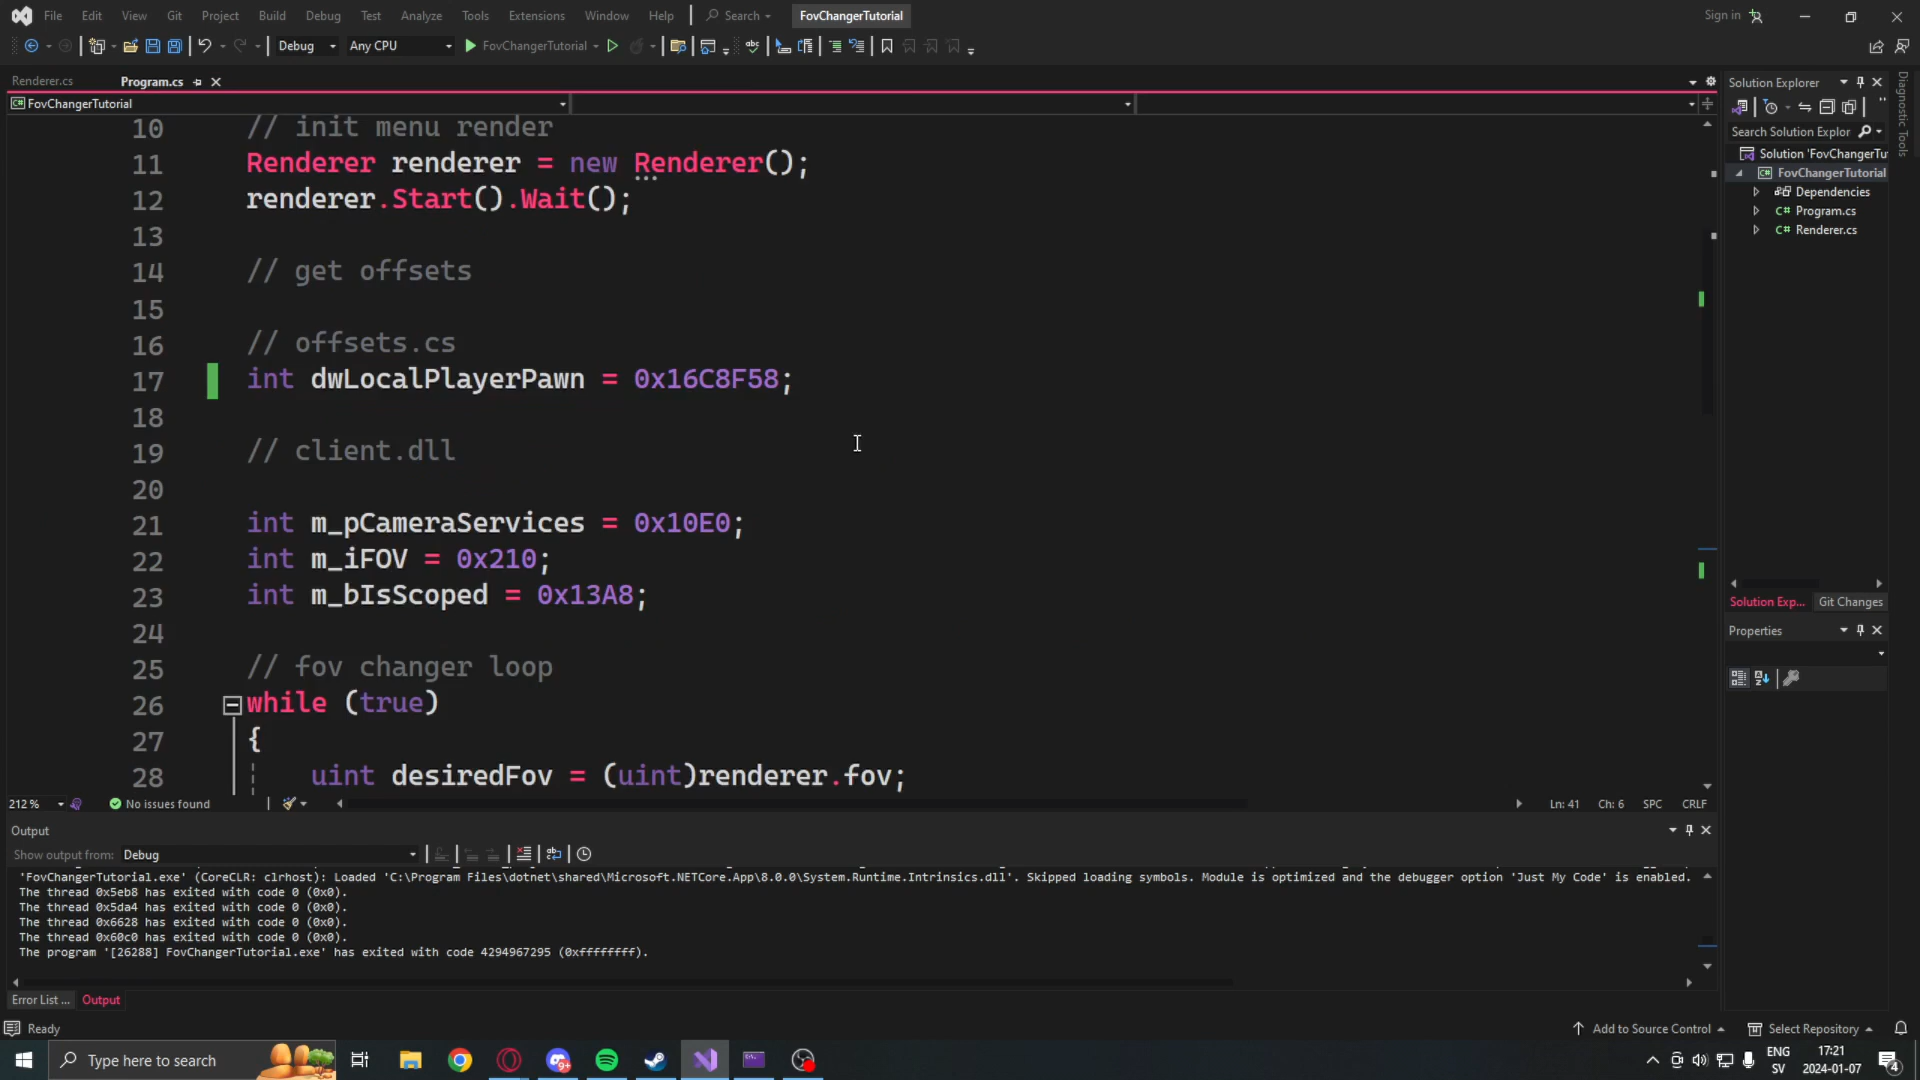 File Edit View Git Project Build Debug Test Analyze Tools Extensions Window Help Search FovChangerTutorial Sign in
Debug Any CPU FovChangerTutorial
Renderer.cs Program.cs
FovChangerTutorial
10 // init menu render
11 Renderer renderer = new Renderer();
12 renderer.Start().Wait();
13
14 // get offsets
15
16 // offsets.cs
17 int dwLocalPlayerPawn = 0x16C8F58;
18
19 // client.dll
20
21 int m_pCameraServices = 0x10E0;
22 int m_iFOV = 0x210;
23 int m_bIsScoped = 0x13A8;
24
25 // fov changer loop
26 while (true)
27 {
28 uint desiredFov = (uint)renderer.fov;
212 % No issues found Ln: 41 Ch: 6 SPC CRLF
Output
Show output from: Debug
'FovChangerTutorial.exe' (CoreCLR: clrhost): Loaded 'C:\Program Files\dotnet\shared\Microsoft.NETCore.App\8.0.0\System.Runtime.Intrinsics.dll'. Skipped loading symbols. Module is optimized and the debugger option 'Just My Code' is enabled.
The thread 0x5eb8 has exited with code 0 (0x0).
The thread 0x5da4 has exited with code 0 (0x0).
The thread 0x6628 has exited with code 0 (0x0).
The thread 0x60c0 has exited with code 0 (0x0).
The program '[26288] FovChangerTutorial.exe' has exited with code 4294967295 (0xffffffff).
Error List ... Output
Solution Explorer
Search Solution Explor
Solution 'FovChangerTu
FovChangerTutorial
Dependencies
C# Program.cs
C# Renderer.cs
Solution Exp... Git Changes
Properties
Diagnostic Tools
Ready Add to Source Control Select Repository
Type here to search
9+
ENG
SV
17:21
2024-01-07
4